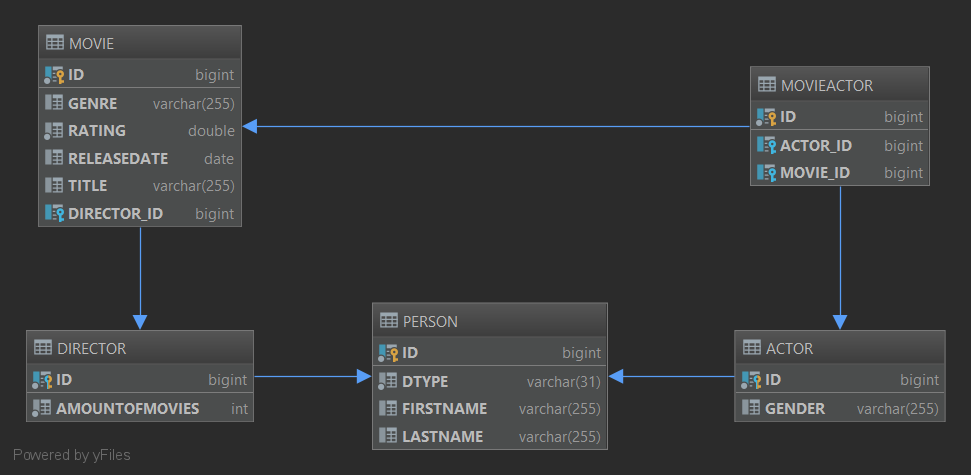 MOVIE
ID bigint
GENRE varchar(255)
RATING double
RELEASEDATE date
TITLE varchar(255)
DIRECTOR_ID bigint
MOVIEACTOR
ID bigint
ACTOR_ID bigint
MOVIE_ID bigint
DIRECTOR
ID bigint
AMOUNTOFMOVIES int
PERSON
ID bigint
DTYPE varchar(31)
FIRSTNAME varchar(255)
LASTNAME varchar(255)
ACTOR
ID bigint
GENDER varchar(255)
Powered by yFiles